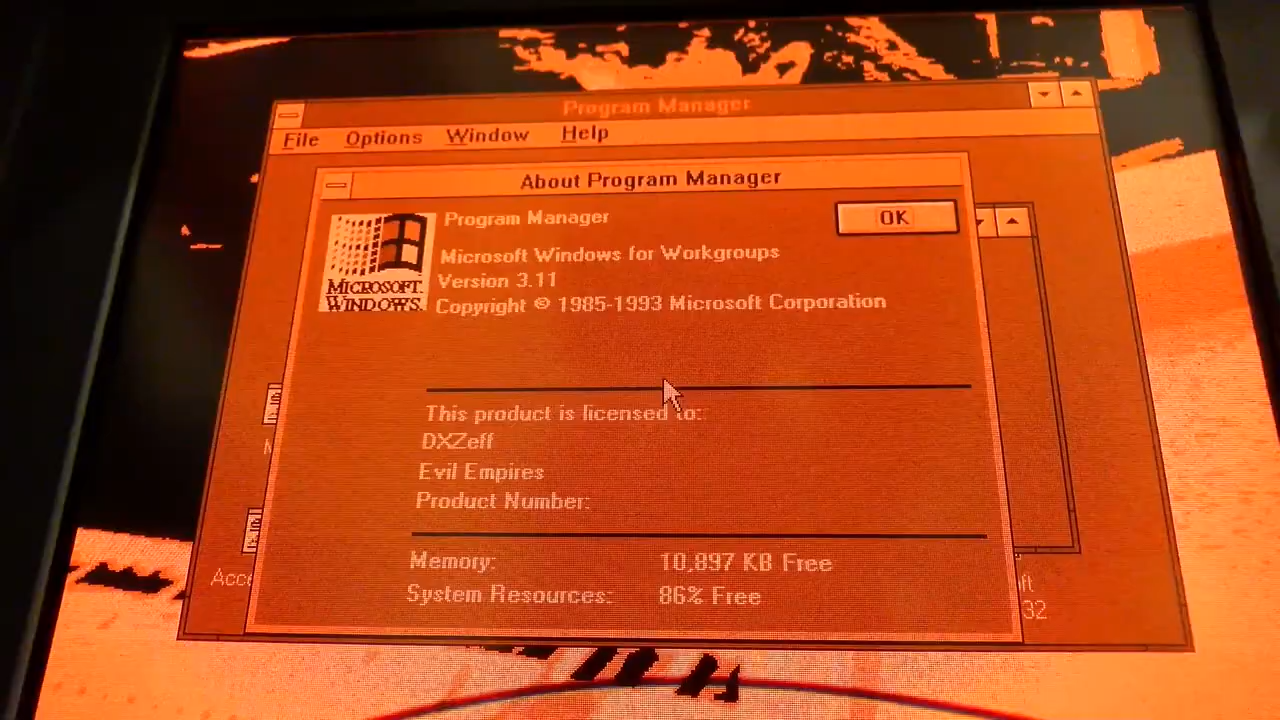 Program Manager
File Options Window Help
About Program Manager
Program Manager
OK
MICROSOFT.
WINDOWS.
Microsoft Windows for Workgroups
Version 3.11
Copyright © 1985-1993 Microsoft Corporation
This product is licensed to:
DXZeff
Evil Empires
Product Number:
Memory: 10,897 KB Free
System Resources: 86% Free
32